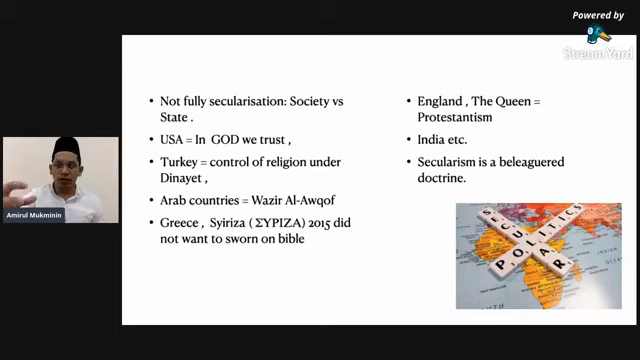 Powered by
StreamYard
• Not fully secularisation: Society vs
State .
• USA = In GOD we trust ,
• Turkey = control of religion under
Dinayet ,
• Arab countries = Wazir Al-Awqof
• Greece , Syiriza ( ΣΥΡΙΖΑ) 2015 did
not want to sworn on bible
• England , The Queen =
Protestantism
• India etc.
• Secularism is a beleaguered
doctrine.
SECULAR
POLITICS
INDIAN
Amirul Mukminin